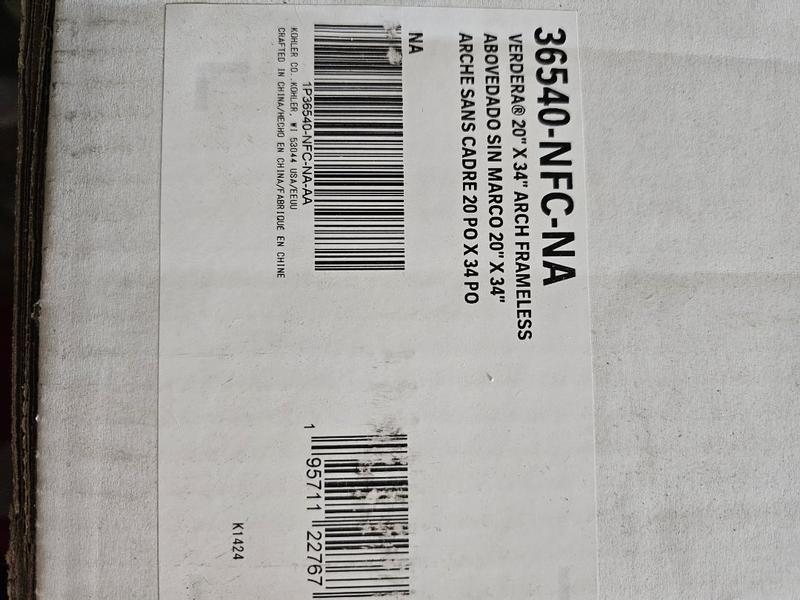 36540-NFC-NA
VERDERA® 20" X 34" ARCH FRAMELESS
ABOVEDADO SIN MARCO 20" X 34"
ARCHE SANS CADRE 20 PO X 34 PO
NA
1P36540-NFC-NA-AA
KOHLER CO. KOHLER, WI 53044 USA/EEUU
CRAFTED IN CHINA/HECHO EN CHINA/FABRIQUÉ EN CHINE
1 95711 22767
K1424